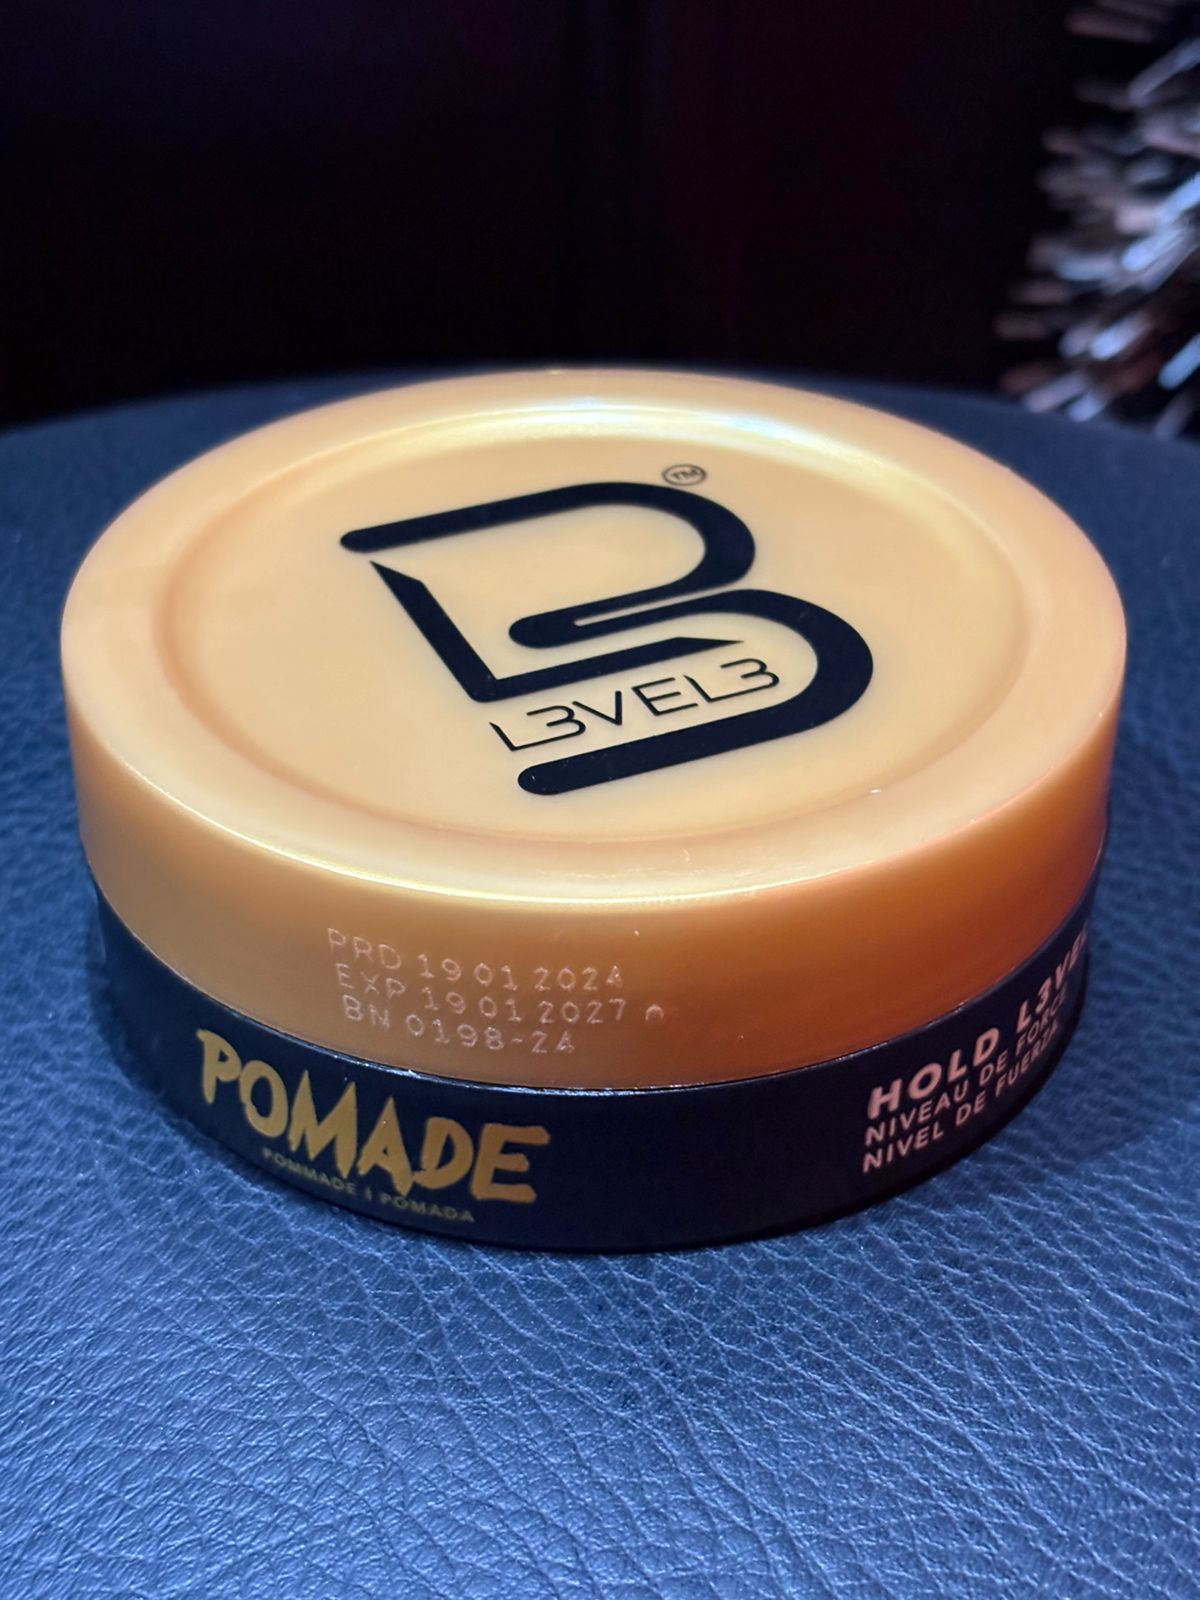 TM
L3VEL3
PRD 19 01 2024
EXP 19 01 2027
BN 0198-24
POMADE
POMMADE | POMADA
HOLD L3VEL
NIVEAU DE FORCE
NIVEL DE FUERZA